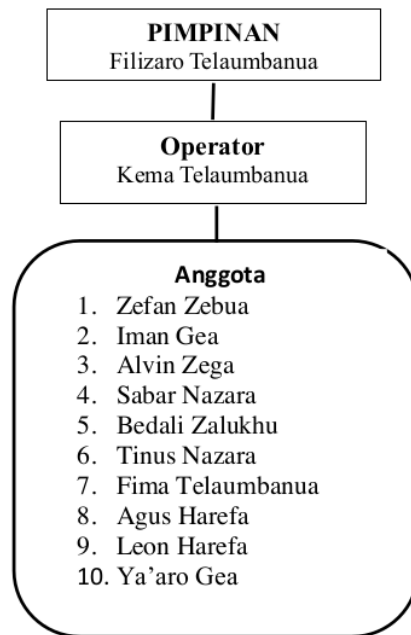 PIMPINAN
Filizaro Telaumbanua
Operator
Kema Telaumbanua
Anggota
1. Zefan Zebua
2. Iman Gea
3. Alvin Zega
4. Sabar Nazara
5. Bedali Zalukhu
6. Tinus Nazara
7. Fima Telaumbanua
8. Agus Harefa
9. Leon Harefa
10. Ya’aro Gea